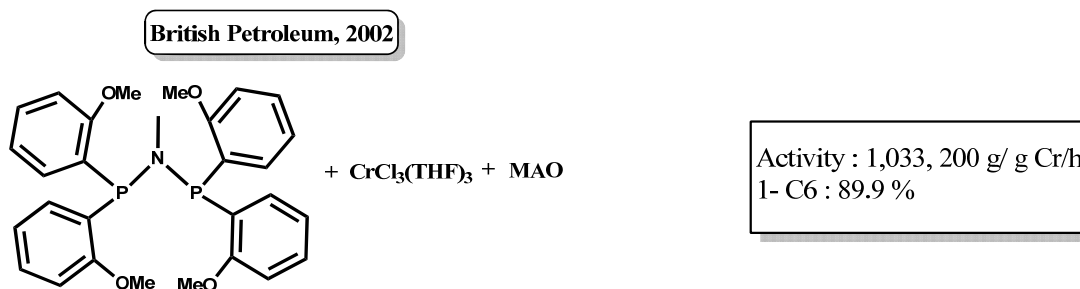 British Petroleum, 2002
OMe
MeO
N
P
P
+ CrCl₃(THF)₃ + MAO
OMe
MeO
Activity : 1,033, 200 g/ g Cr/h
1- C6 : 89.9 %